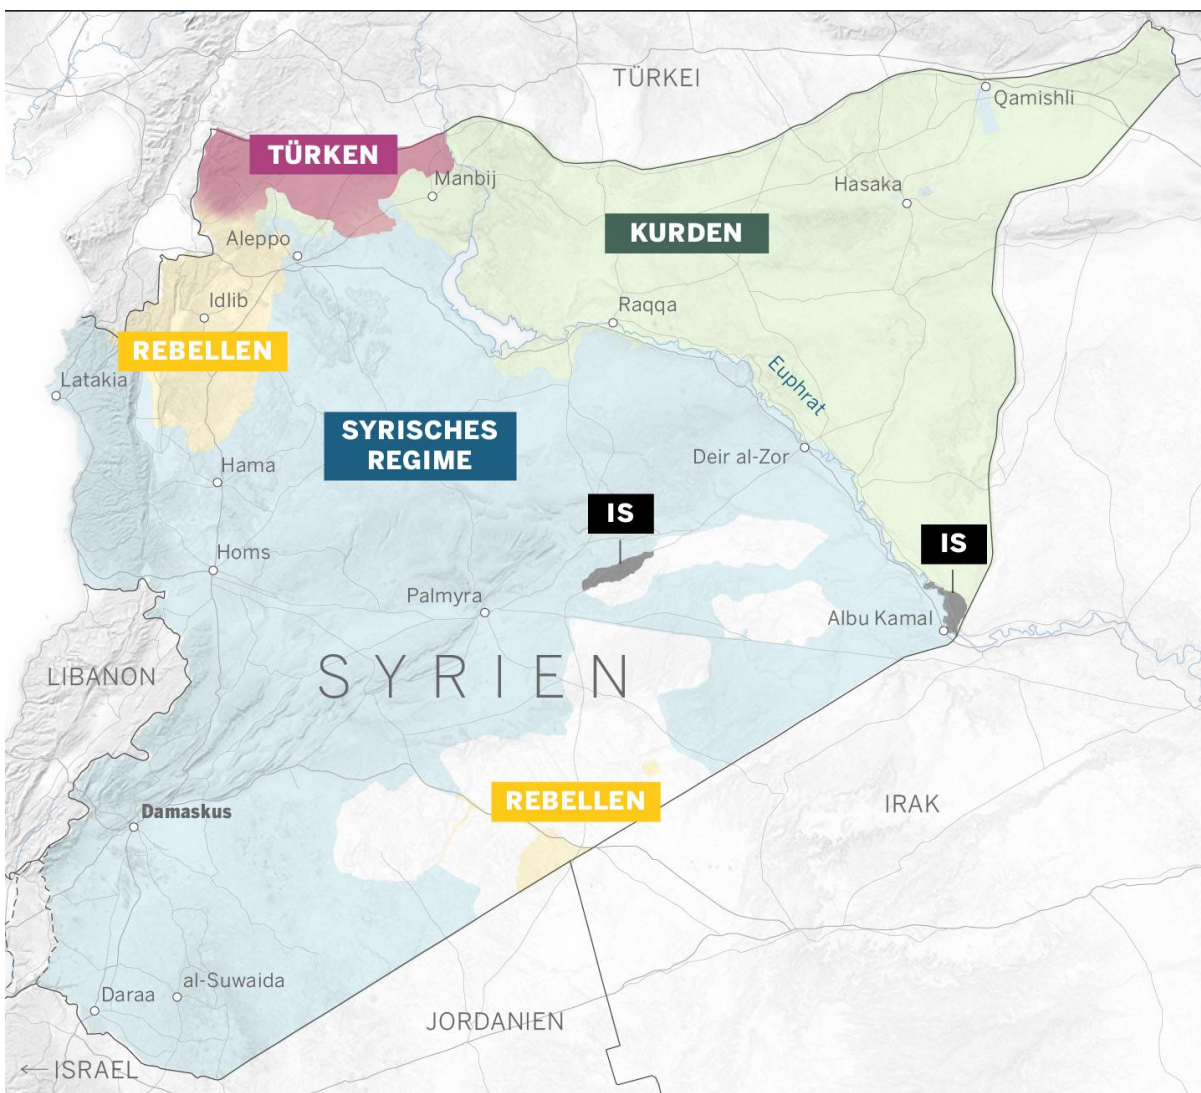 TÜRKEI
Qamishli
TÜRKEN
Manbij
Hasaka
KURDEN
Aleppo
Idlib
Raqqa
REBELLEN
Latakia
Euphrat
SYRISCHES
REGIME
Hama
Deir al-Zor
IS
IS
Homs
Palmyra
Albu Kamal
LIBANON
SYRIEN
REBELLEN
Damaskus
IRAK
al-Suwaida
Daraa
JORDANIEN
← ISRAEL